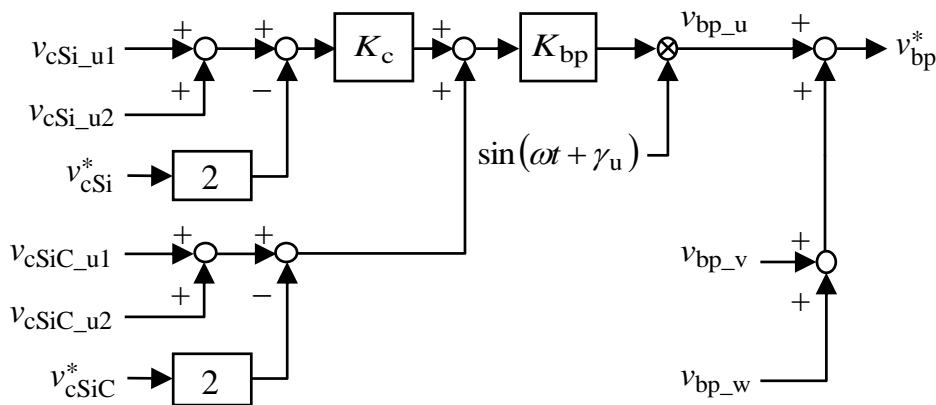 v_cSi_u1 + + K_c + K_bp v_bp_u + v*_bp
v_cSi_u2 + − + +
v*_cSi 2 sin(ωt + γ_u)
v_cSiC_u1 + + v_bp_v +
v_cSiC_u2 + − +
v*_cSiC 2 v_bp_w